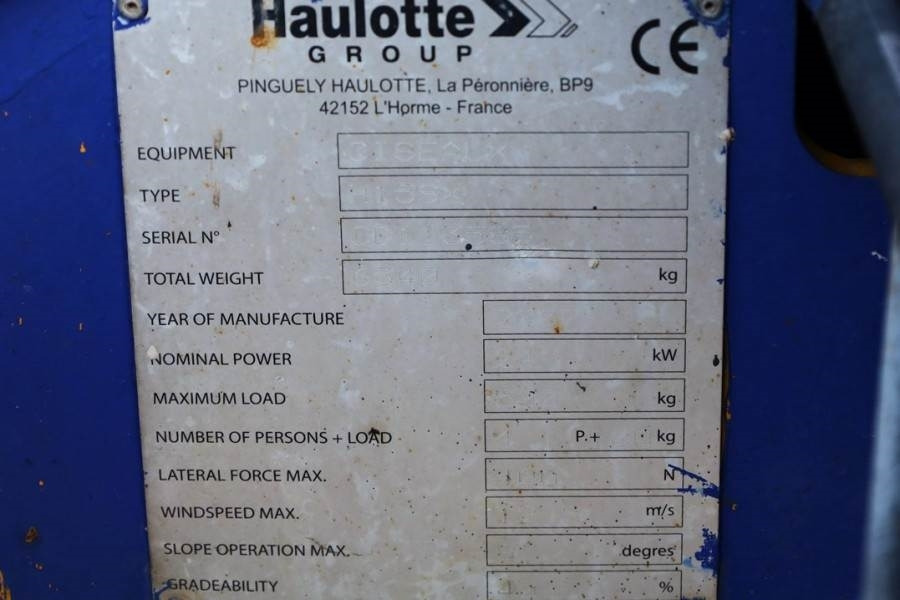 Haulotte
GROUP
CE
PINGUELY HAULOTTE, La Péronnière, BP9
42152 L'Horme - France
EQUIPMENT CISEAUX
TYPE
SERIAL N°
TOTAL WEIGHT kg
YEAR OF MANUFACTURE
NOMINAL POWER kW
MAXIMUM LOAD kg
NUMBER OF PERSONS + LOAD P.+ kg
LATERAL FORCE MAX. N
WINDSPEED MAX. m/s
SLOPE OPERATION MAX. degres
GRADEABILITY %